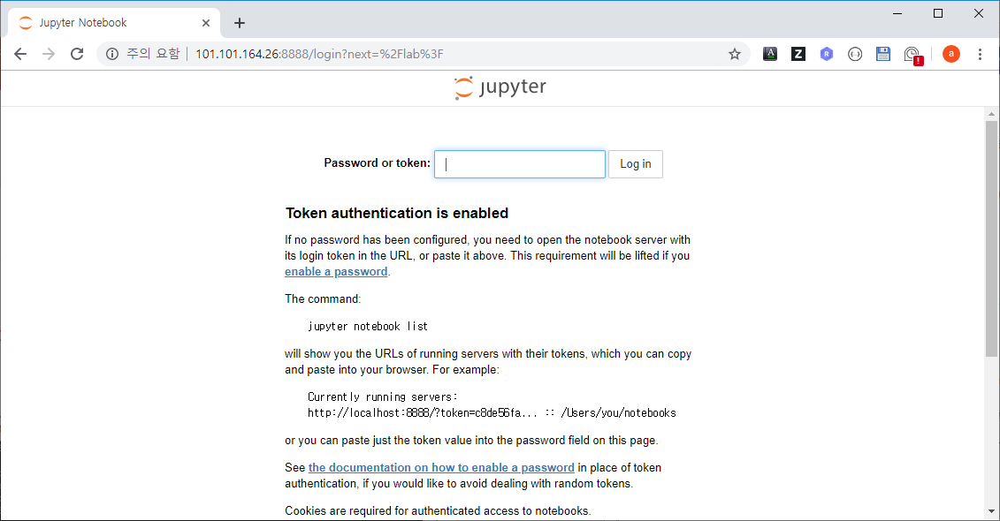 Jupyter Notebook
주의 요함 101.101.164.26:8888/login?next=%2Flab%3F
A Z R {··} ! a
jupyter
Password or token: Log in
Token authentication is enabled
If no password has been configured, you need to open the notebook server with
its login token in the URL, or paste it above. This requirement will be lifted if you
enable a password.
The command:
jupyter notebook list
will show you the URLs of running servers with their tokens, which you can copy
and paste into your browser. For example:
Currently running servers:
http://localhost:8888/?token=c8de56fa... :: /Users/you/notebooks
or you can paste just the token value into the password field on this page.
See the documentation on how to enable a password in place of token
authentication, if you would like to avoid dealing with random tokens.
Cookies are required for authenticated access to notebooks.